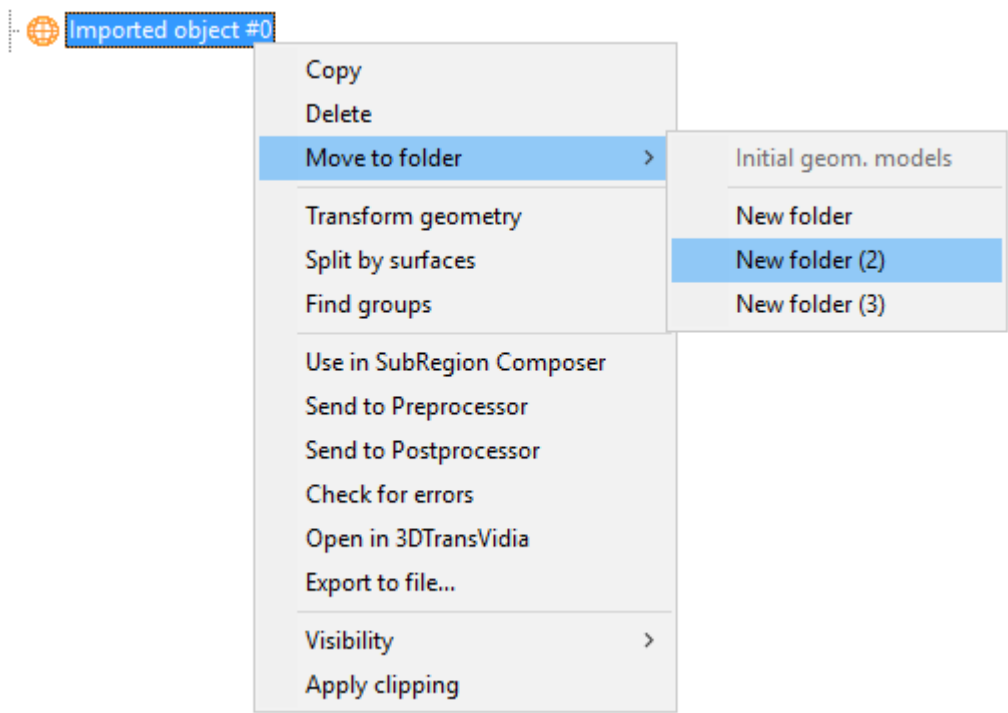 Imported object #0
Copy
Delete
Move to folder
Initial geom. models
New folder
New folder (2)
New folder (3)
Transform geometry
Split by surfaces
Find groups
Use in SubRegion Composer
Send to Preprocessor
Send to Postprocessor
Check for errors
Open in 3DTransVidia
Export to file...
Visibility
Apply clipping